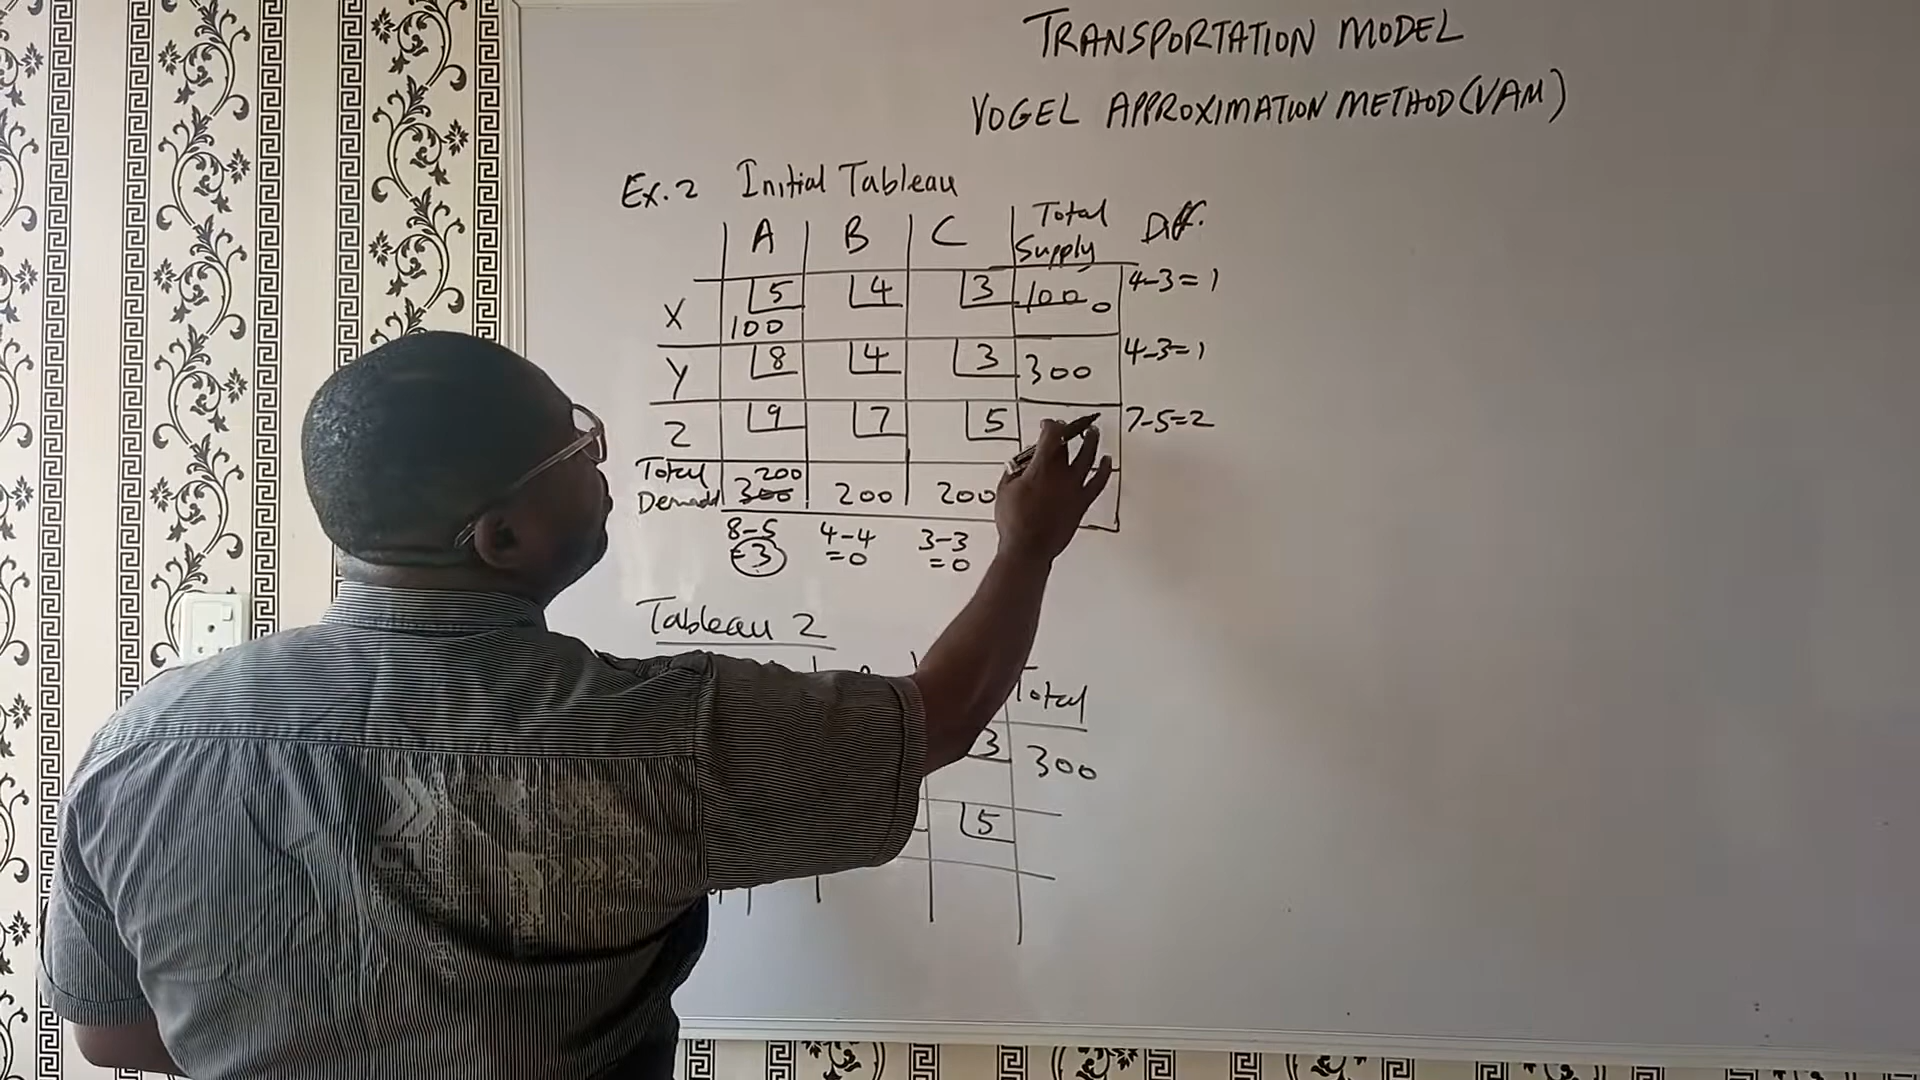 TRANSPORTATION MODEL
VOGEL APPROXIMATION METHOD (VAM)
Ex. 2 Initial Tableau
A B C Total Supply Diff.
X 5 4 3 100 0 4-3=1
100
Y 8 4 3 300 4-3=1
Z 9 7 5 7-5=2
Total Demand 300 200 200 200
8-5 =3 4-4 =0 3-3 =0
Tableau 2
Total
3 300
5